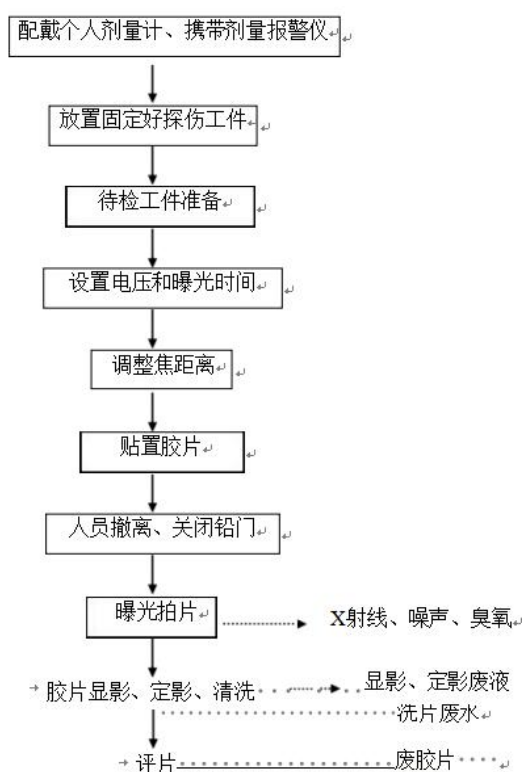 配戴个人剂量计、携带剂量报警仪
放置固定好探伤工件
待检工件准备
设置电压和曝光时间
调整焦距离
贴置胶片
人员撤离、关闭铅门
曝光拍片
X射线、噪声、臭氧
胶片显影、定影、清洗
显影、定影废液
洗片废水
评片
废胶片